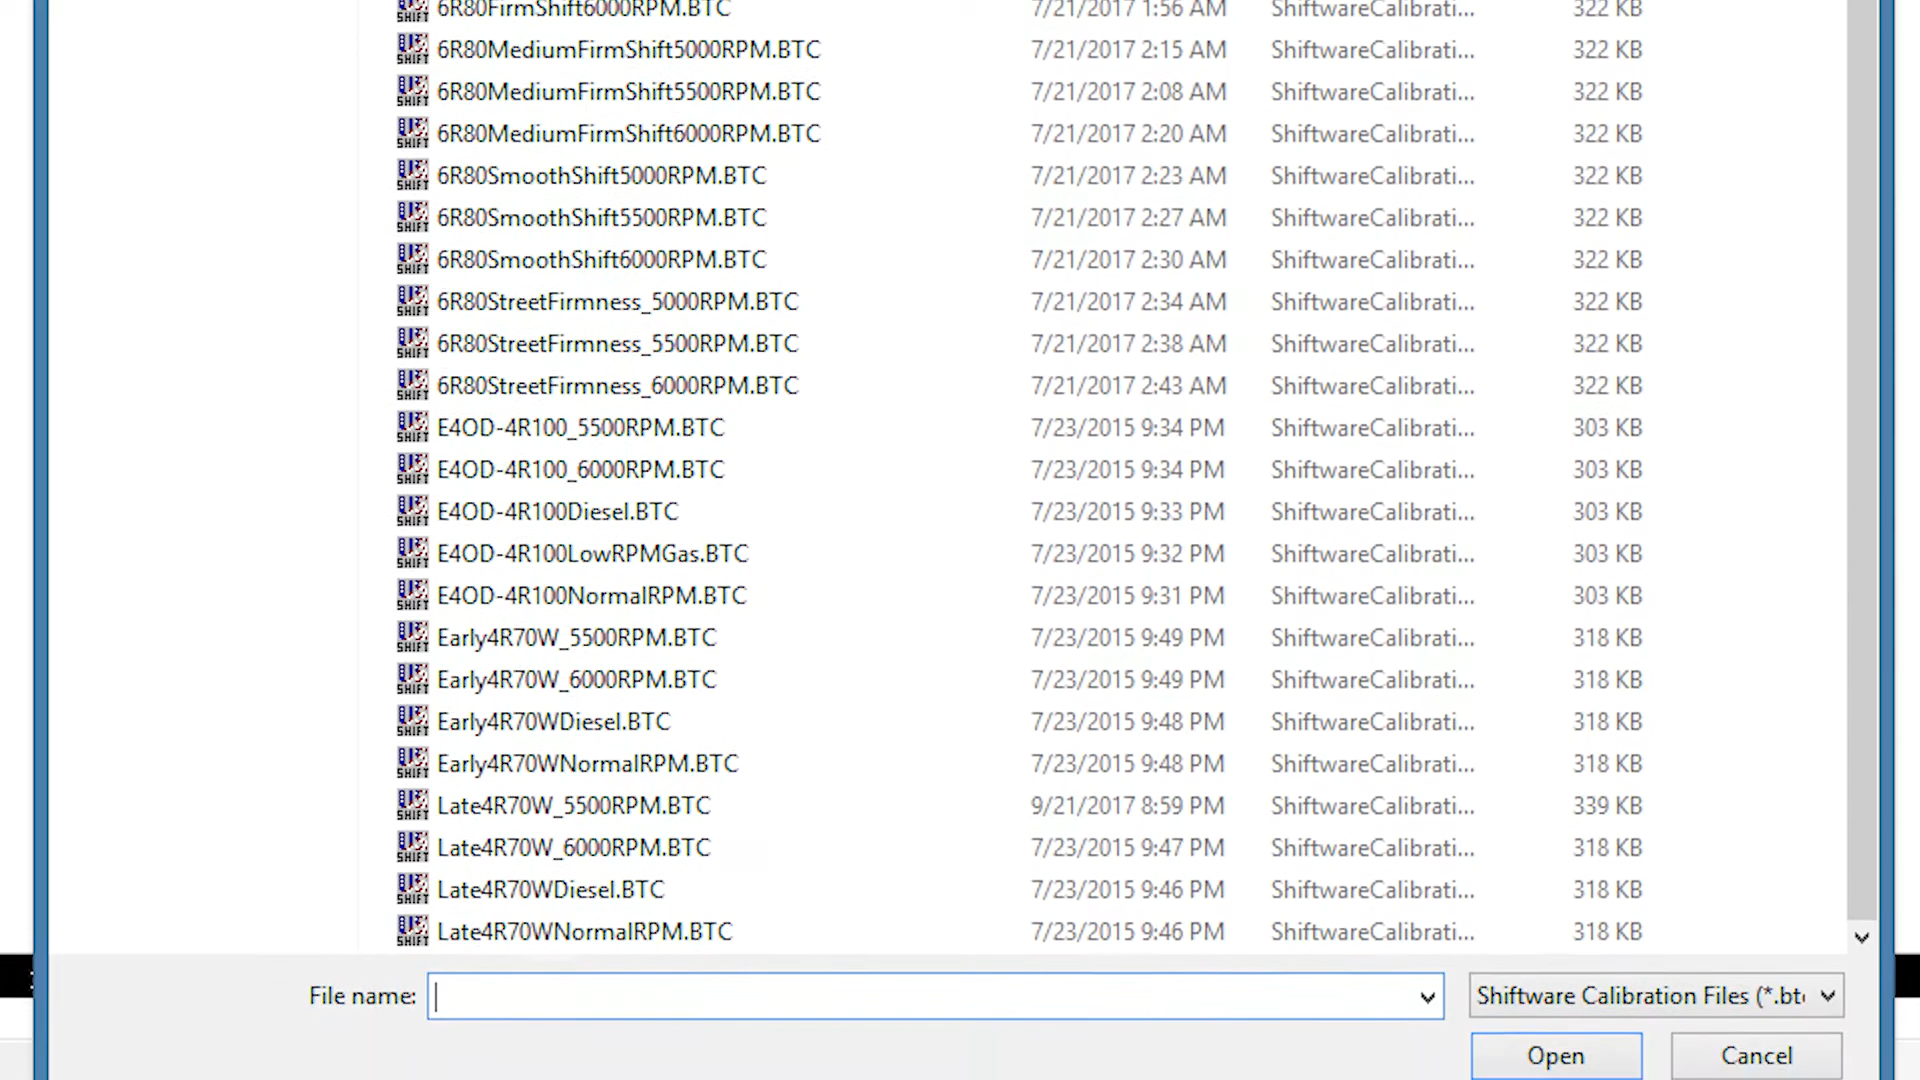 6R80FirmShift6000RPM.BTC 7/21/2017 1:56 AM ShiftwareCalibrati... 322 KB
6R80MediumFirmShift5000RPM.BTC 7/21/2017 2:15 AM ShiftwareCalibrati... 322 KB
6R80MediumFirmShift5500RPM.BTC 7/21/2017 2:08 AM ShiftwareCalibrati... 322 KB
6R80MediumFirmShift6000RPM.BTC 7/21/2017 2:20 AM ShiftwareCalibrati... 322 KB
6R80SmoothShift5000RPM.BTC 7/21/2017 2:23 AM ShiftwareCalibrati... 322 KB
6R80SmoothShift5500RPM.BTC 7/21/2017 2:27 AM ShiftwareCalibrati... 322 KB
6R80SmoothShift6000RPM.BTC 7/21/2017 2:30 AM ShiftwareCalibrati... 322 KB
6R80StreetFirmness_5000RPM.BTC 7/21/2017 2:34 AM ShiftwareCalibrati... 322 KB
6R80StreetFirmness_5500RPM.BTC 7/21/2017 2:38 AM ShiftwareCalibrati... 322 KB
6R80StreetFirmness_6000RPM.BTC 7/21/2017 2:43 AM ShiftwareCalibrati... 322 KB
E4OD-4R100_5500RPM.BTC 7/23/2015 9:34 PM ShiftwareCalibrati... 303 KB
E4OD-4R100_6000RPM.BTC 7/23/2015 9:34 PM ShiftwareCalibrati... 303 KB
E4OD-4R100Diesel.BTC 7/23/2015 9:33 PM ShiftwareCalibrati... 303 KB
E4OD-4R100LowRPMGas.BTC 7/23/2015 9:32 PM ShiftwareCalibrati... 303 KB
E4OD-4R100NormalRPM.BTC 7/23/2015 9:31 PM ShiftwareCalibrati... 303 KB
Early4R70W_5500RPM.BTC 7/23/2015 9:49 PM ShiftwareCalibrati... 318 KB
Early4R70W_6000RPM.BTC 7/23/2015 9:49 PM ShiftwareCalibrati... 318 KB
Early4R70WDiesel.BTC 7/23/2015 9:48 PM ShiftwareCalibrati... 318 KB
Early4R70WNormalRPM.BTC 7/23/2015 9:48 PM ShiftwareCalibrati... 318 KB
Late4R70W_5500RPM.BTC 9/21/2017 8:59 PM ShiftwareCalibrati... 339 KB
Late4R70W_6000RPM.BTC 7/23/2015 9:47 PM ShiftwareCalibrati... 318 KB
Late4R70WDiesel.BTC 7/23/2015 9:46 PM ShiftwareCalibrati... 318 KB
Late4R70WNormalRPM.BTC 7/23/2015 9:46 PM ShiftwareCalibrati... 318 KB
File name: Shiftware Calibration Files (*.bt
Open Cancel